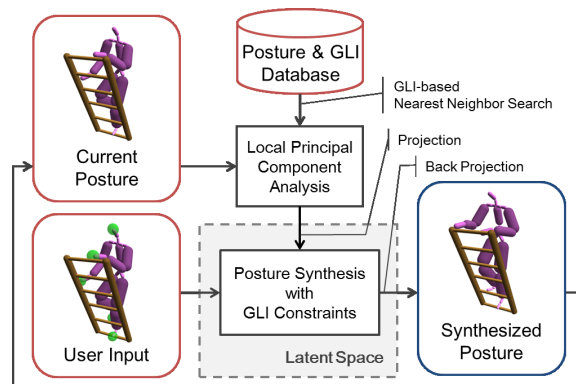 Posture & GLI
Database
GLI-based
Nearest Neighbor Search
Current
Posture
Local Principal
Component
Analysis
Projection
Back Projection
User Input
Posture Synthesis
with
GLI Constraints
Latent Space
Synthesized
Posture